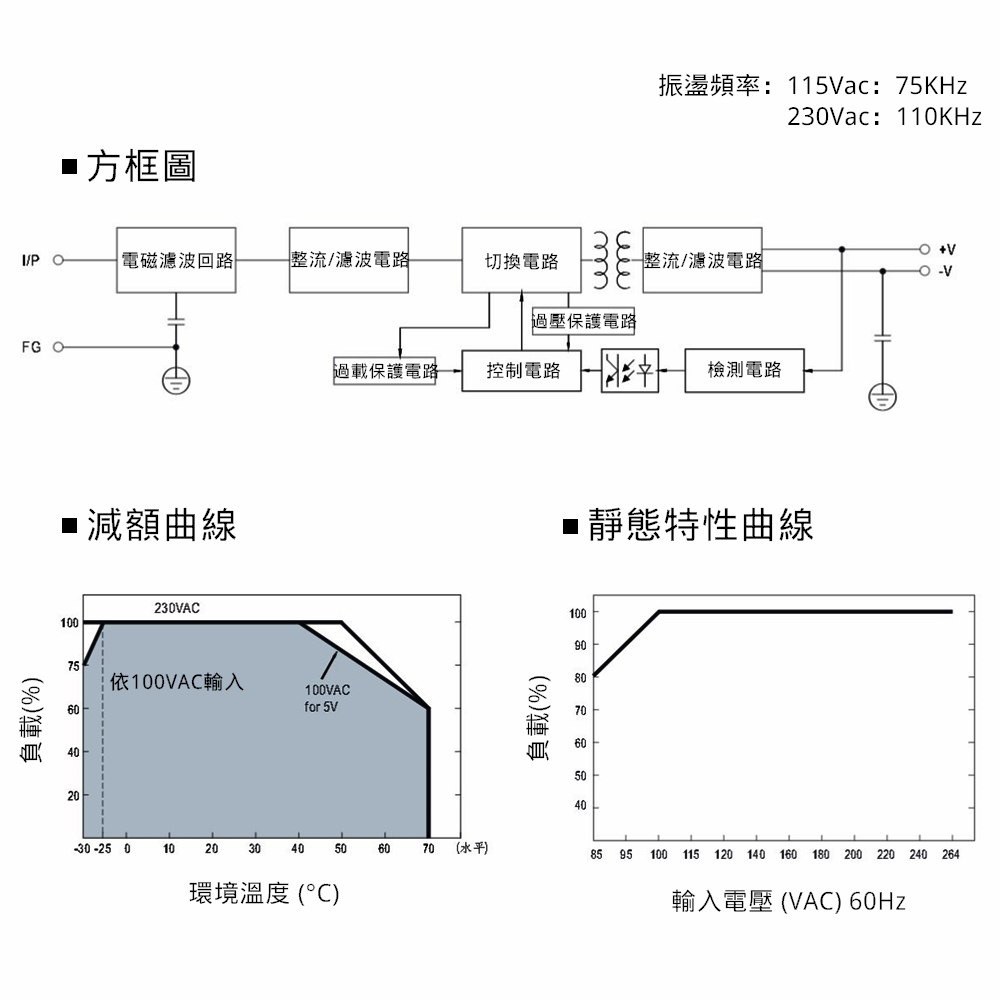 振盪頻率：115Vac：75KHz
230Vac：110KHz
■方框圖
I/P
電磁濾波回路
整流/濾波電路
切換電路
整流/濾波電路
+V
-V
過壓保護電路
FG
過載保護電路
控制電路
檢測電路
■減額曲線
■靜態特性曲線
230VAC
100
75
60
40
20
依100VAC輸入
100VAC
for 5V
負載(%)
-30 -25 0 10 20 30 40 50 60 70 (水平)
環境溫度 (°C)
100
90
80
70
60
50
40
負載(%)
85 95 100 115 120 140 160 180 200 220 240 264
輸入電壓 (VAC) 60Hz